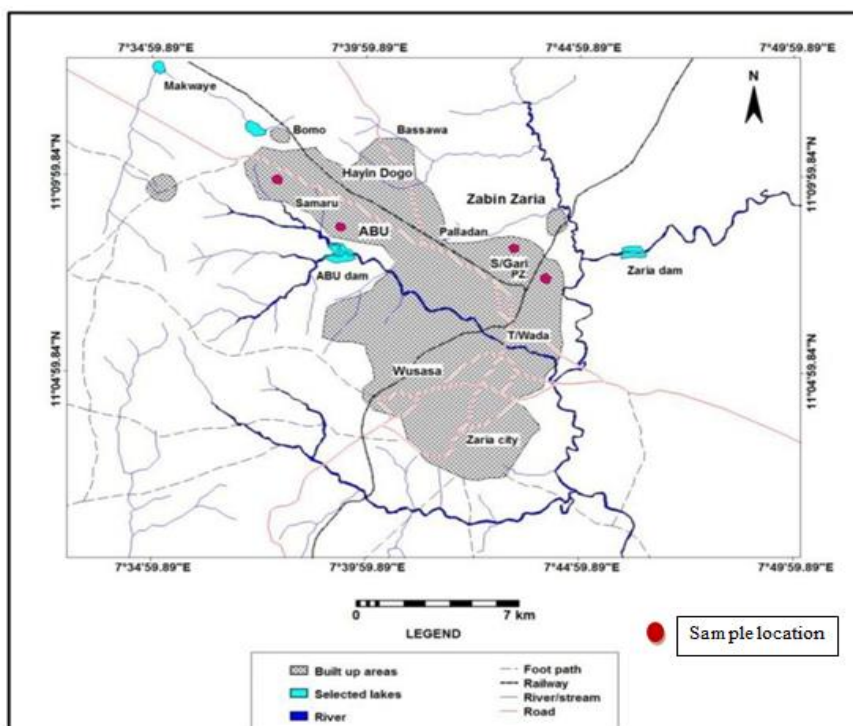 7°34'59.89"E 7°39'59.89"E 7°44'59.89"E 7°49'59.89"E
Makwaye
N
Bomo
Bassawa
11°09'59.84"N
11°09'59.84"N
Hayin Dogo
Samaru
Zabin Zaria
ABU
Palladan
S/Gari
PZ
ABU dam
Zaria dam
T/Wada
11°04'59.84"N
11°04'59.84"N
Wusasa
Zaria city
7°34'59.89"E 7°39'59.89"E 7°44'59.89"E 7°49'59.89"E
0 7 km
LEGEND
Sample location
Built up areas
Selected lakes
River
Foot path
Railway
River/stream
Road